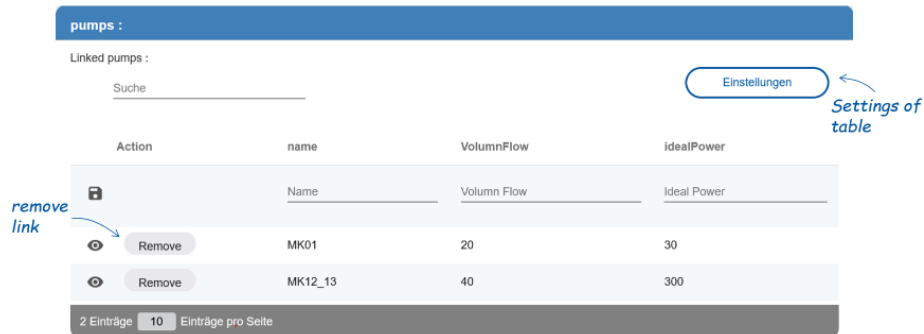 pumps :
Linked pumps :
Suche
Einstellungen
Settings of
table
Action name VolumnFlow idealPower
Name Volumn Flow Ideal Power
remove
link
Remove MK01 20 30
Remove MK12_13 40 300
2 Einträge 10 Einträge pro Seite